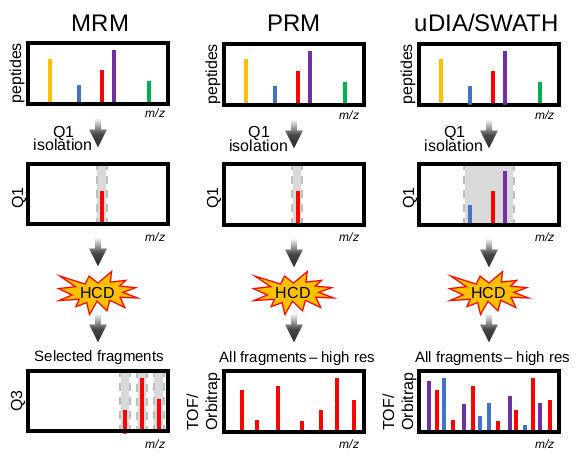 MRM PRM uDIA/SWATH
peptides peptides peptides
m/z m/z m/z
Q1 Q1 Q1
isolation isolation isolation
Q1 Q1 Q1
m/z m/z m/z
HCD HCD HCD
Selected fragments All fragments – high res All fragments – high res
Q3 TOF/ TOF/
Orbitrap Orbitrap
m/z m/z m/z